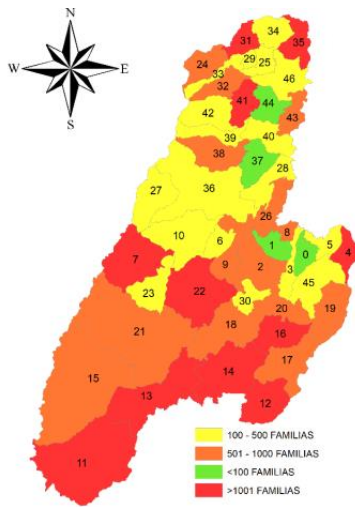 N
W E
S
34
31 35
29 25
24
33
46
32
41 44
42
43
39 40
38
37
28
27 36
26
8
10 6 1 0 5
4
7 9 2 3
23 22 45
30
19
18 20
21 16
17
15 14
13
12
11
100 - 500 FAMILIAS
501 - 1000 FAMILIAS
<100 FAMILIAS
>1001 FAMILIAS